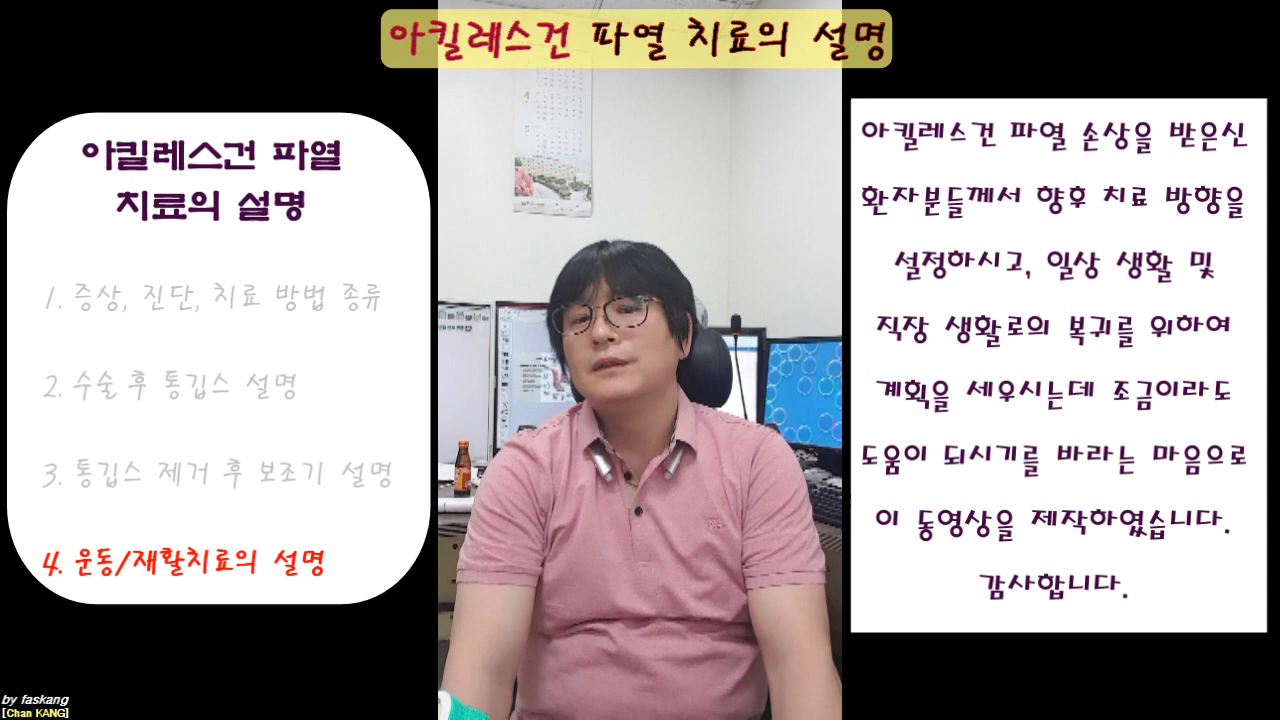 아킬레스건 파열 치료의 설명
아킬레스건 파열
치료의 설명
1. 증상, 진단, 치료 방법 종류
2. 수술 후 통깁스 설명
3. 통깁스 제거 후 보조기 설명
4. 운동/재활치료의 설명
아킬레스건 파열 손상을 받은신
환자분들께서 향후 치료 방향을
설정하시고, 일상 생활 및
직장 생활로의 복귀를 위하여
계획을 세우시는데 조금이라도
도움이 되시기를 바라는 마음으로
이 동영상을 제작하였습니다.
감사합니다.
by faskang
[Chan KANG]